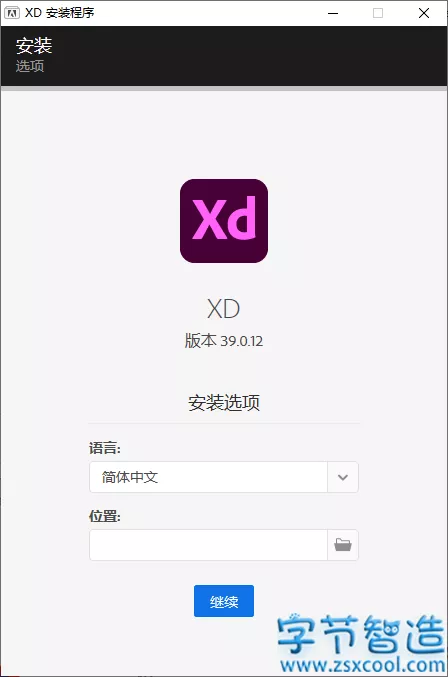 XD 安装程序
安装
选项
Xd
XD
版本 39.0.12
安装选项
语言:
简体中文
位置:
继续
字节智造
www.zsxcool.com